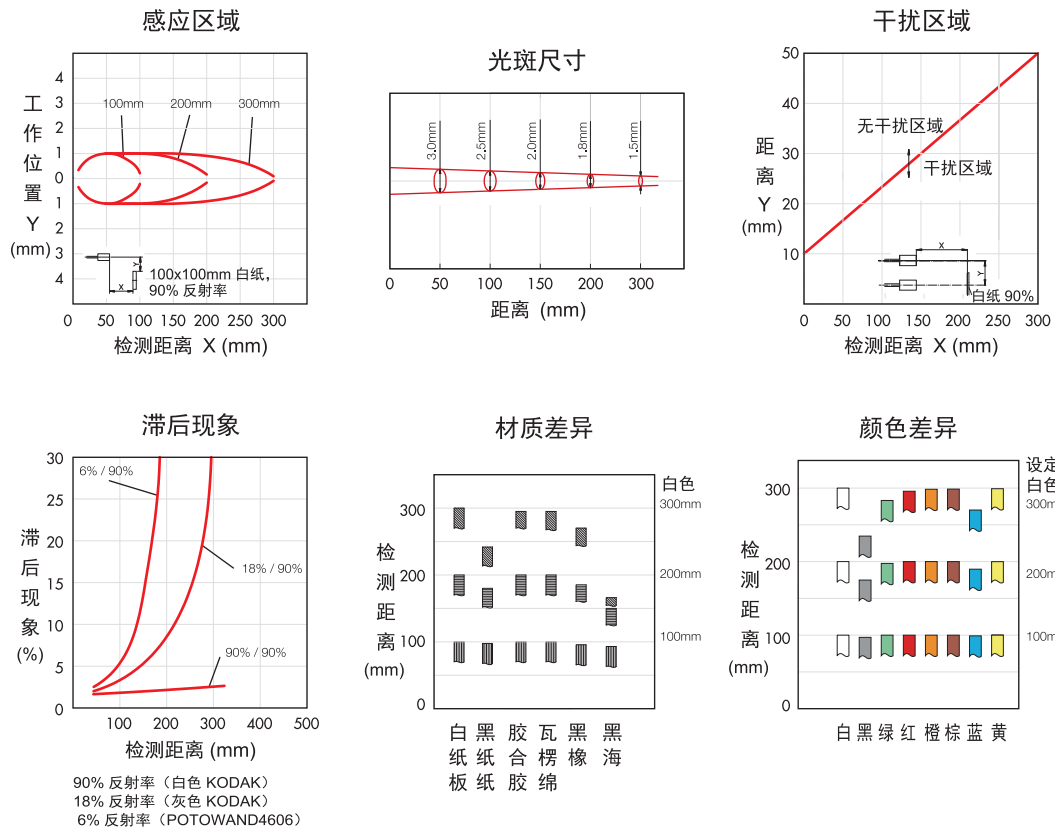 感应区域
工作位置 Y (mm)
4
3
2
1
0
1
2
3
4
100mm
200mm
300mm
Y
X
100x100mm 白纸，
90% 反射率
0 50 100 150 200 250 300
检测距离 X (mm)
光斑尺寸
3.0mm
2.5mm
2.0mm
1.8mm
1.5mm
50 100 150 200 250 300
距离 (mm)
干扰区域
距离 Y (mm)
50
40
30
20
10
无干扰区域
干扰区域
X
Y
白纸 90%
0 50 100 150 200 250 300
检测距离 X (mm)
滞后现象
滞后现象 (%)
30
25
20
15
10
5
0
6% / 90%
18% / 90%
90% / 90%
100 200 300 400 500
检测距离 (mm)
90% 反射率（白色 KODAK）
18% 反射率（灰色 KODAK）
6% 反射率（POTOWAND4606）
材质差异
检测距离 (mm)
300
200
100
0
白色
300mm
200mm
100mm
白纸板
黑纸纸
胶合胶
瓦楞绵
黑橡
黑海
颜色差异
检测距离 (mm)
300
200
100
0
设定
白色
300mm
200mm
100mm
白 黑 绿 红 橙 棕 蓝 黄